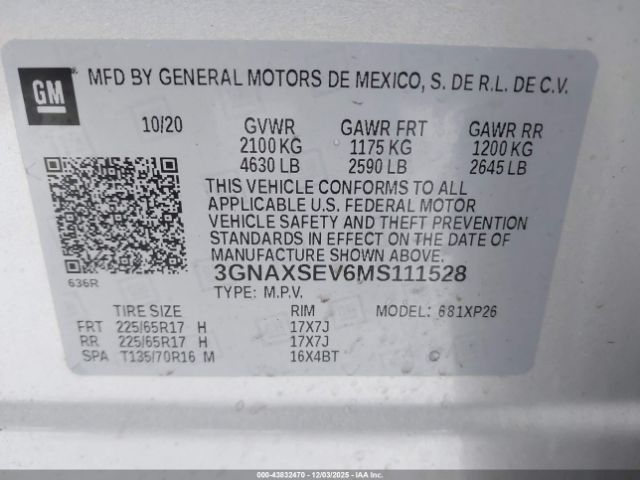 GM
MFD BY GENERAL MOTORS DE MEXICO, S. DE R.L. DE C.V.
10/20 GVWR GAWR FRT GAWR RR
2100 KG 1175 KG 1200 KG
4630 LB 2590 LB 2645 LB
THIS VEHICLE CONFORMS TO ALL
APPLICABLE U.S. FEDERAL MOTOR
VEHICLE SAFETY AND THEFT PREVENTION
STANDARDS IN EFFECT ON THE DATE OF
MANUFACTURE SHOWN ABOVE.
3GNAXSEV6MS111528
636R
TYPE: M.P.V.
TIRE SIZE RIM MODEL: 681XP26
FRT 225/65R17 H 17X7J
RR 225/65R17 H 17X7J
SPA T135/70R16 M 16X4BT ©
000-43832470 - 12/03/2025 - IAA Inc. (SM)